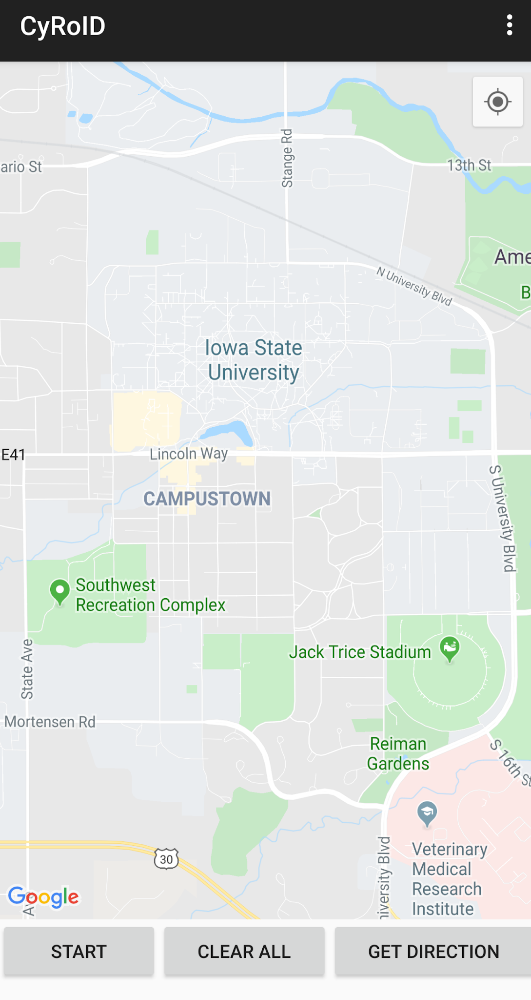 CyRoID
Stange Rd
ario St
13th St
Ame
N University Blvd
B
Iowa State
University
E41
Lincoln Way
S University Blvd
CAMPUSTOWN
Southwest
Recreation Complex
State Ave
Jack Trice Stadium
Mortensen Rd
Reiman
Gardens
S 16th St
30
niversity Blvd
Veterinary
Medical
Research
Institute
Google
Av
START
CLEAR ALL
GET DIRECTION